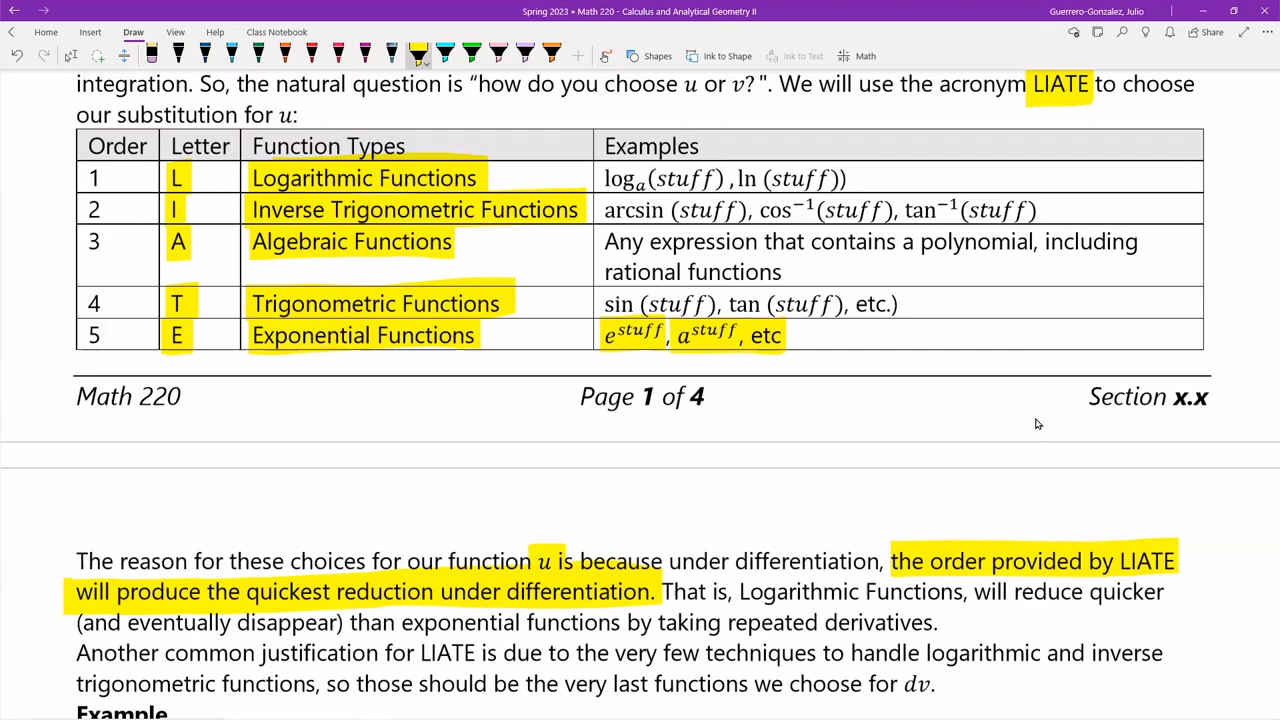 Spring 2023 » Math 220 - Calculus and Analytical Geometry II
Guerrero-Gonzalez, Julio
Home Insert Draw View Help Class Notebook
Share
Shapes Ink to Shape Ink to Text Math
integration. So, the natural question is “how do you choose u or v?". We will use the acronym LIATE to choose
our substitution for u:
Order Letter Function Types Examples
1 L Logarithmic Functions logₐ(stuff) , ln (stuff))
2 I Inverse Trigonometric Functions arcsin (stuff), cos⁻¹(stuff), tan⁻¹(stuff)
3 A Algebraic Functions Any expression that contains a polynomial, including
rational functions
4 T Trigonometric Functions sin (stuff), tan (stuff), etc.)
5 E Exponential Functions e^stuff, a^stuff, etc
Math 220 Page 1 of 4 Section x.x
The reason for these choices for our function u is because under differentiation, the order provided by LIATE
will produce the quickest reduction under differentiation. That is, Logarithmic Functions, will reduce quicker
(and eventually disappear) than exponential functions by taking repeated derivatives.
Another common justification for LIATE is due to the very few techniques to handle logarithmic and inverse
trigonometric functions, so those should be the very last functions we choose for dv.
Example